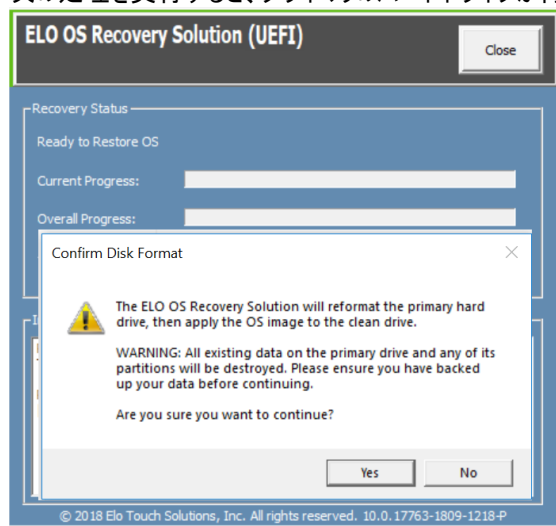 ELO OS Recovery Solution (UEFI)
Close
Recovery Status
Ready to Restore OS
Current Progress:
Overall Progress:
Confirm Disk Format
The ELO OS Recovery Solution will reformat the primary hard
drive, then apply the OS image to the clean drive.
WARNING: All existing data on the primary drive and any of its
partitions will be destroyed. Please ensure you have backed
up your data before continuing.
Are you sure you want to continue?
Yes
No
© 2018 Elo Touch Solutions, Inc. All rights reserved. 10.0.17763-1809-1218-P